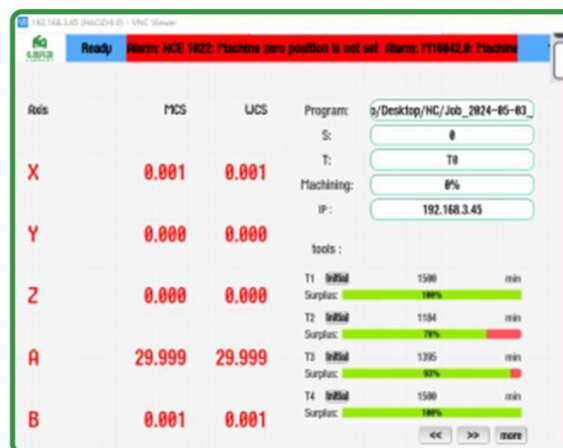 192.168.3.45 (HAOZHI-0) - VNC Viewer
Ready Alarm: NCE 1022: Machine zero position is not set Alarm: M16042.0: Machine
Axis MCS WCS
X 0.001 0.001
Y 0.000 0.000
Z 0.000 0.000
A 29.999 29.999
B 0.001 0.001
Program: o/Desktop/NC/Job_2024-05-03_
S: 0
T: T0
Machining: 0%
IP: 192.168.3.45
tools :
T1 Initial 1500 min
Surplus: 100%
T2 Initial 1184 min
Surplus: 78%
T3 Initial 1395 min
Surplus: 93%
T4 Initial 1500 min
Surplus: 100%
<< >> more